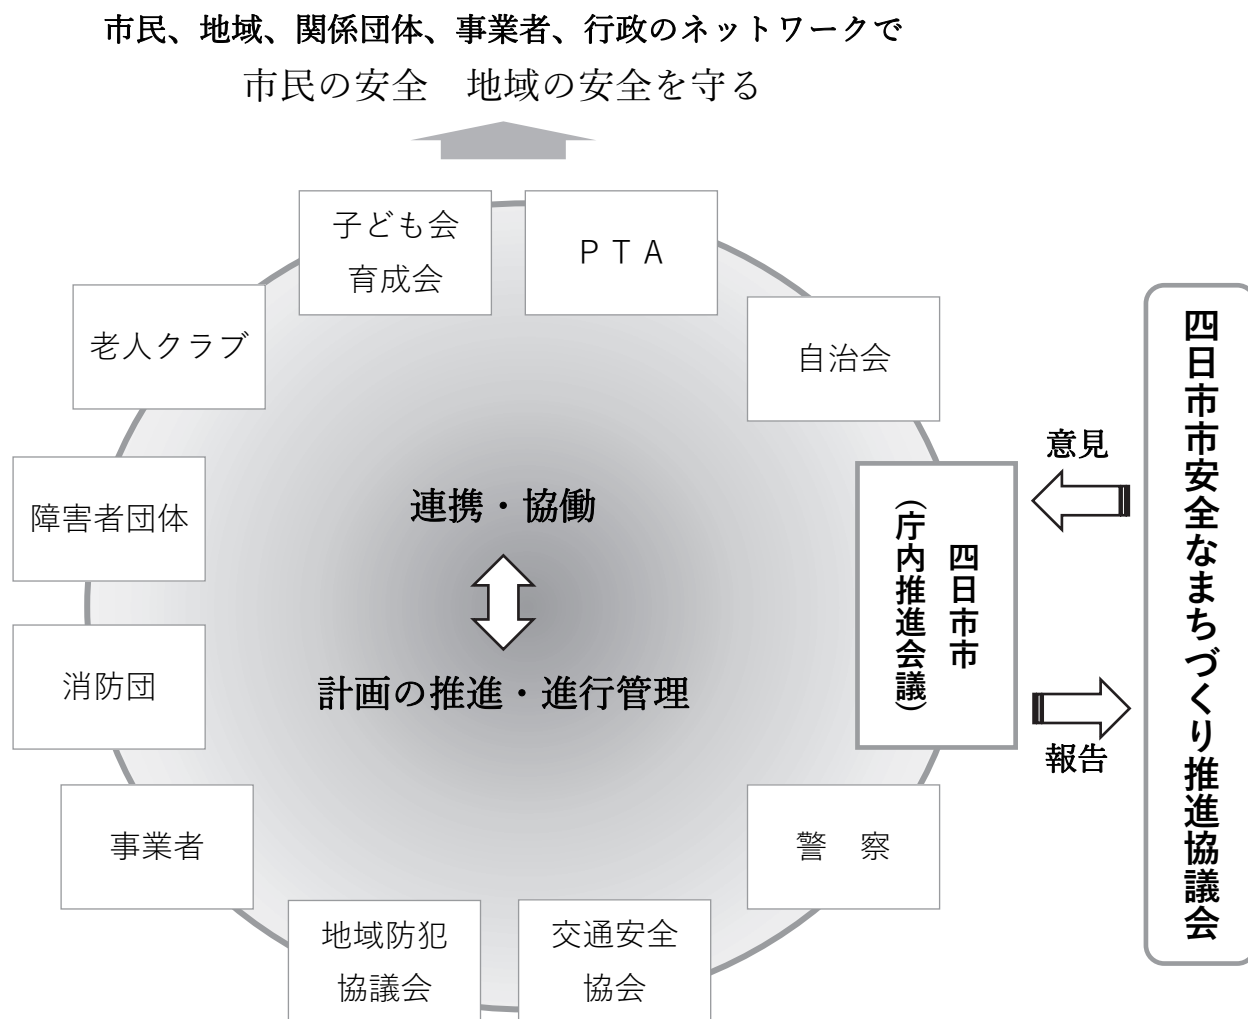 市民、地域、関係団体、事業者、行政のネットワークで
市民の安全　地域の安全を守る
子ども会
育成会
ＰＴＡ
老人クラブ
自治会
障害者団体
連携・協働
四日市市
（庁内推進会議）
意見
四日市市安全なまちづくり推進協議会
消防団
計画の推進・進行管理
報告
事業者
警　察
地域防犯
協議会
交通安全
協会